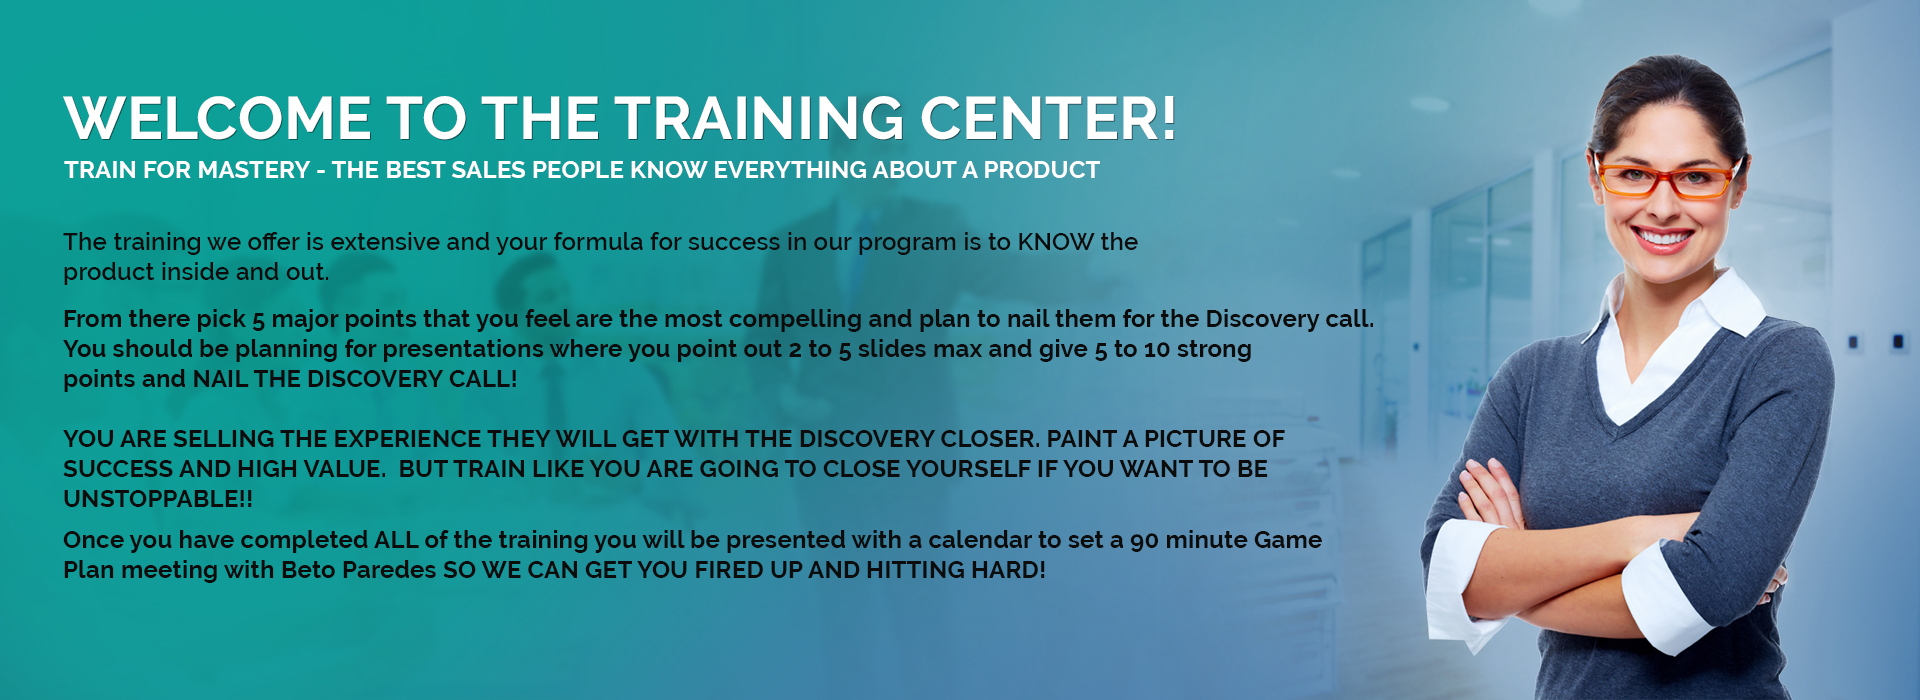 WELCOME TO THE TRAINING CENTER!
TRAIN FOR MASTERY - THE BEST SALES PEOPLE KNOW EVERYTHING ABOUT A PRODUCT
The training we offer is extensive and your formula for success in our program is to KNOW the
product inside and out.
From there pick 5 major points that you feel are the most compelling and plan to nail them for the Discovery call.
You should be planning for presentations where you point out 2 to 5 slides max and give 5 to 10 strong
points and NAIL THE DISCOVERY CALL!
YOU ARE SELLING THE EXPERIENCE THEY WILL GET WITH THE DISCOVERY CLOSER. PAINT A PICTURE OF
SUCCESS AND HIGH VALUE.  BUT TRAIN LIKE YOU ARE GOING TO CLOSE YOURSELF IF YOU WANT TO BE
UNSTOPPABLE!!
Once you have completed ALL of the training you will be presented with a calendar to set a 90 minute Game
Plan meeting with Beto Paredes SO WE CAN GET YOU FIRED UP AND HITTING HARD!